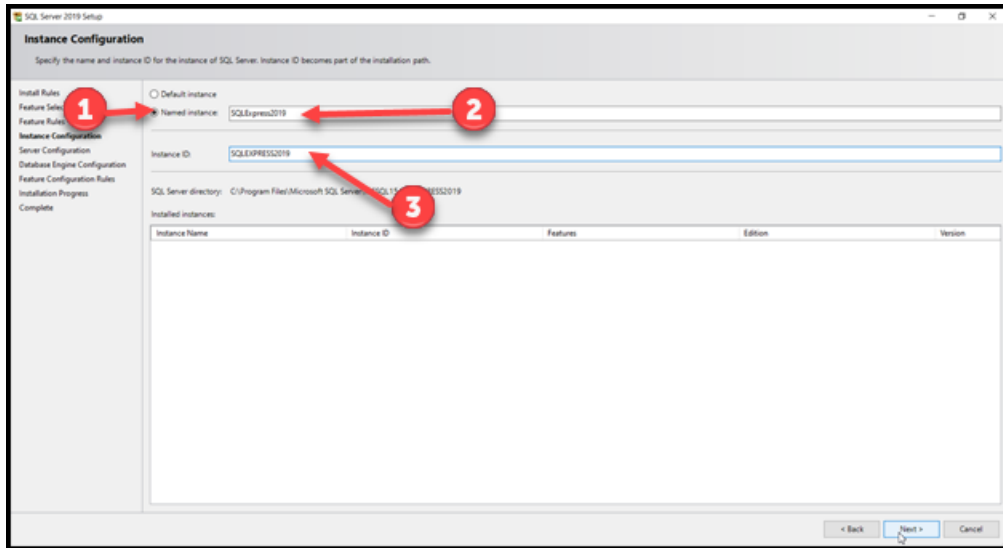 SQL Server 2019 Setup
Instance Configuration
Specify the name and instance ID for the instance of SQL Server. Instance ID becomes part of the installation path.
Install Rules
Feature Selec
Feature Rules
Instance Configuration
Server Configuration
Database Engine Configuration
Feature Configuration Rules
Installation Progress
Complete
1
Default instance
Named instance: SQLExpress2019
2
Instance ID: SQLEXPRESS2019
3
SQL Server directory: C:\Program Files\Microsoft SQL Server\
Installed instances:
Instance Name Instance ID Features Edition Version
< Back Next > Cancel